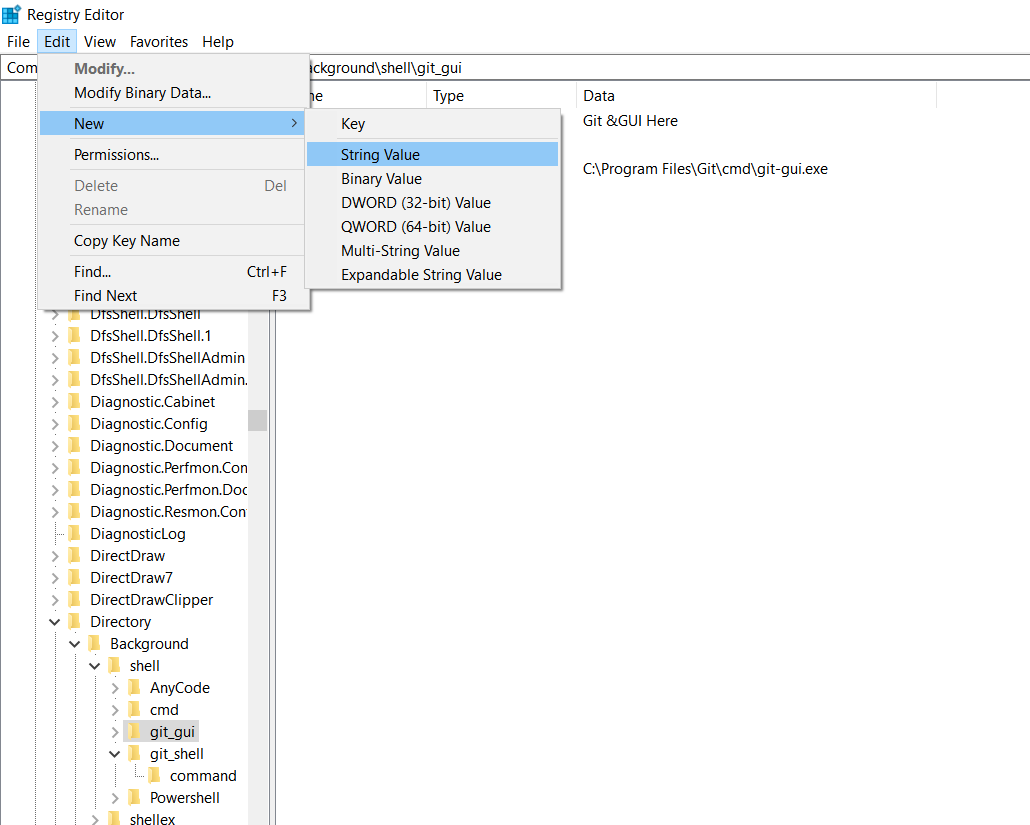 Registry Editor
File Edit View Favorites Help
Com ackground\shell\git_gui
Modify...
Modify Binary Data...
New
Permissions...
Delete Del
Rename
Copy Key Name
Find... Ctrl+F
Find Next F3
Key
String Value
Binary Value
DWORD (32-bit) Value
QWORD (64-bit) Value
Multi-String Value
Expandable String Value
me Type Data
Git &GUI Here
C:\Program Files\Git\cmd\git-gui.exe
DfsShell.DfsShell
DfsShell.DfsShell.1
DfsShell.DfsShellAdmin
DfsShell.DfsShellAdmin.
Diagnostic.Cabinet
Diagnostic.Config
Diagnostic.Document
Diagnostic.Perfmon.Con
Diagnostic.Perfmon.Doc
Diagnostic.Resmon.Con
DiagnosticLog
DirectDraw
DirectDraw7
DirectDrawClipper
Directory
Background
shell
AnyCode
cmd
git_gui
git_shell
command
Powershell
shellex